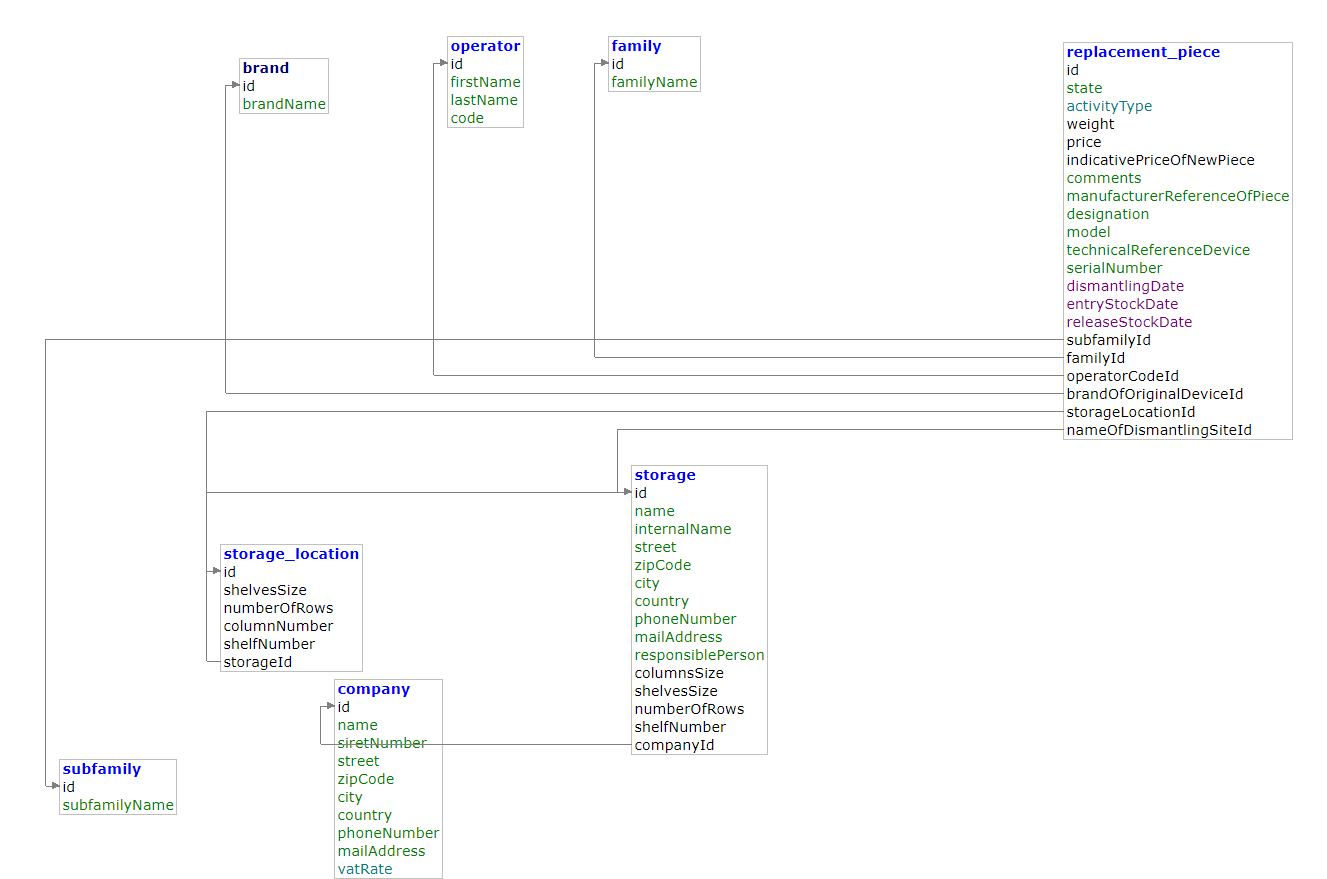 brand
id
brandName
operator
id
firstName
lastName
code
family
id
familyName
replacement_piece
id
state
activityType
weight
price
indicativePriceOfNewPiece
comments
manufacturerReferenceOfPiece
designation
model
technicalReferenceDevice
serialNumber
dismantlingDate
entryStockDate
releaseStockDate
subfamilyId
familyId
operatorCodeId
brandOfOriginalDeviceId
storageLocationId
nameOfDismantlingSiteId
storage
id
name
internalName
street
zipCode
city
country
phoneNumber
mailAddress
responsiblePerson
columnsSize
shelvesSize
numberOfRows
shelfNumber
companyId
storage_location
id
shelvesSize
numberOfRows
columnNumber
shelfNumber
storageId
company
id
name
siretNumber
street
zipCode
city
country
phoneNumber
mailAddress
vatRate
subfamily
id
subfamilyName